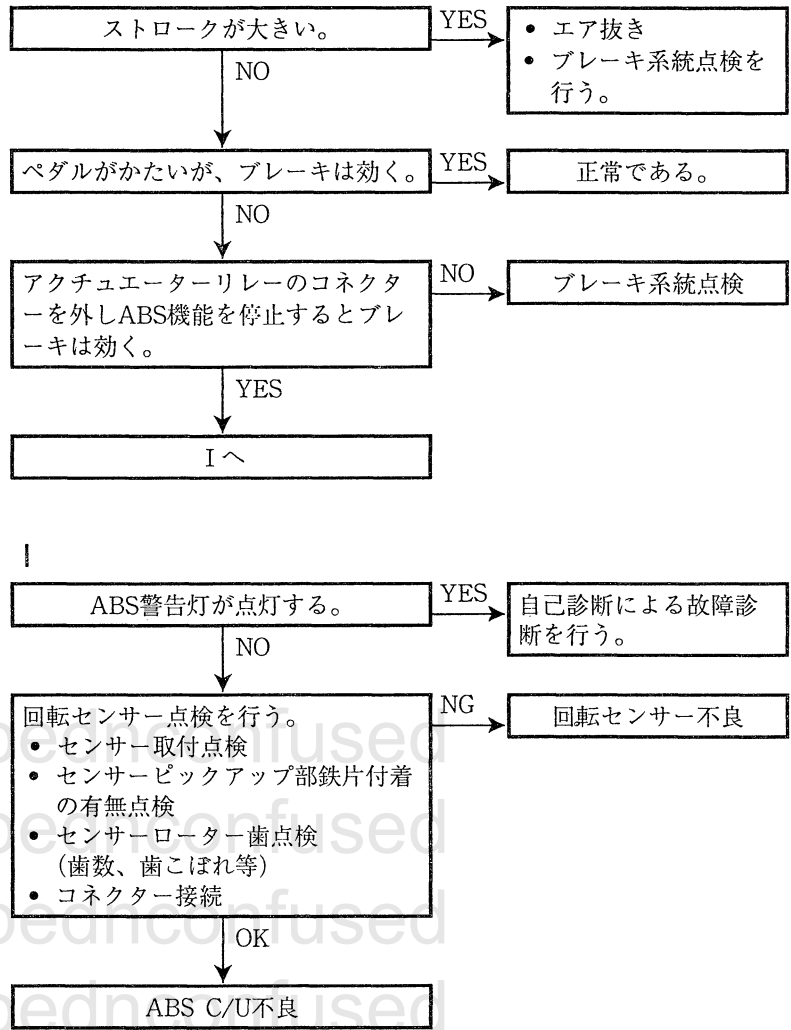 ストロークが大きい。
YES
• エア抜き
• ブレーキ系統点検を
行う。
NO
ペダルがかたいが、ブレーキは効く。
YES
正常である。
NO
アクチュエーターリレーのコネクタ
ーを外しABS機能を停止するとブレ
ーキは効く。
NO
ブレーキ系統点検
YES
Iへ
I
ABS警告灯が点灯する。
YES
自己診断による故障診
断を行う。
NO
回転センサー点検を行う。
• センサー取付点検
• センサーピックアップ部鉄片付着
の有無点検
• センサーローター歯点検
(歯数、歯こぼれ等)
• コネクター接続
NG
回転センサー不良
OK
ABS C/U不良
pednconfused
pednconfused
pednconfused
pednconfused